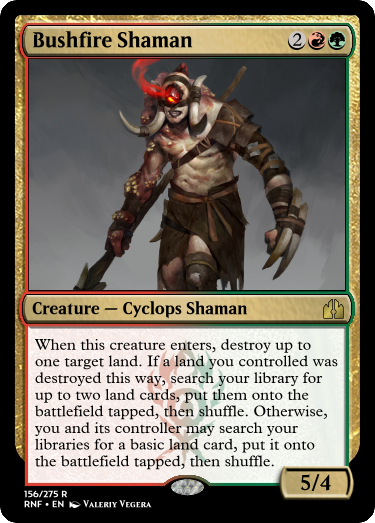 Bushfire Shaman 2
Creature — Cyclops Shaman
When this creature enters, destroy up to
one target land. If a land you controlled was
destroyed this way, search your library for
up to two land cards, put them onto the
battlefield tapped, then shuffle. Otherwise,
you and its controller may search your
libraries for a basic land card, put it onto
the battlefield tapped, then shuffle.
5/4
156/275 R
RNF • EN Valeriy Vegera